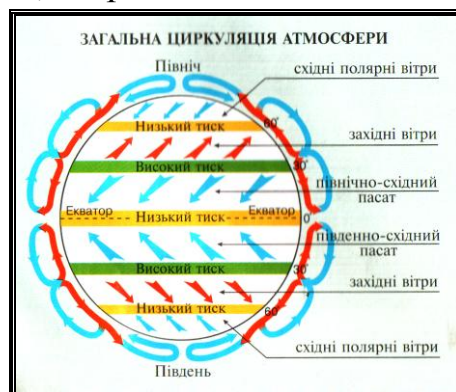 ЗАГАЛЬНА ЦИРКУЛЯЦІЯ АТМОСФЕРИ
Північ
східні полярні вітри
60°
Низький тиск
західні вітри
30°
Високий тиск
північно-східний
пасат
Екватор
Екватор
0°
Низький тиск
південно-східний
пасат
Високий тиск
30°
західні вітри
Низький тиск
60°
східні полярні вітри
Південь